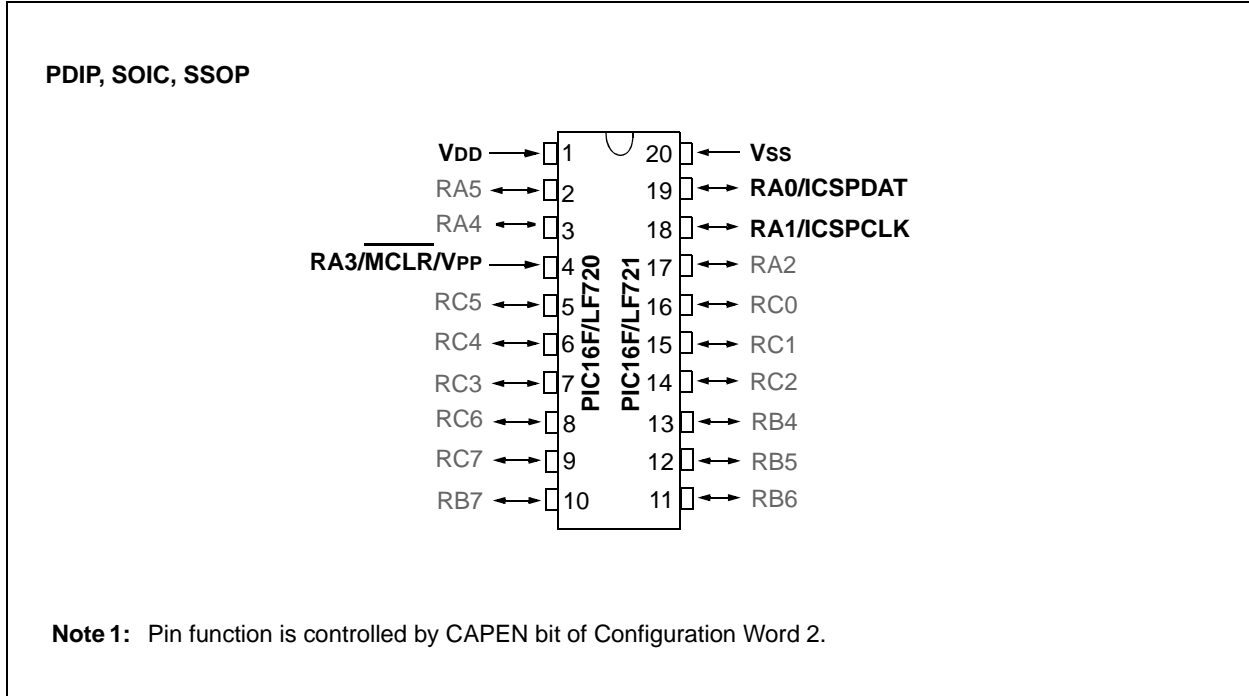 PDIP, SOIC, SSOP
VDD 1 20 VSS
RA5 2 19 RA0/ICSPDAT
RA4 3 18 RA1/ICSPCLK
RA3/MCLR/VPP 4 17 RA2
RC5 5 16 RC0
RC4 6 15 RC1
RC3 7 14 RC2
RC6 8 13 RB4
RC7 9 12 RB5
RB7 10 11 RB6
PIC16F/LF720
PIC16F/LF721
Note 1: Pin function is controlled by CAPEN bit of Configuration Word 2.